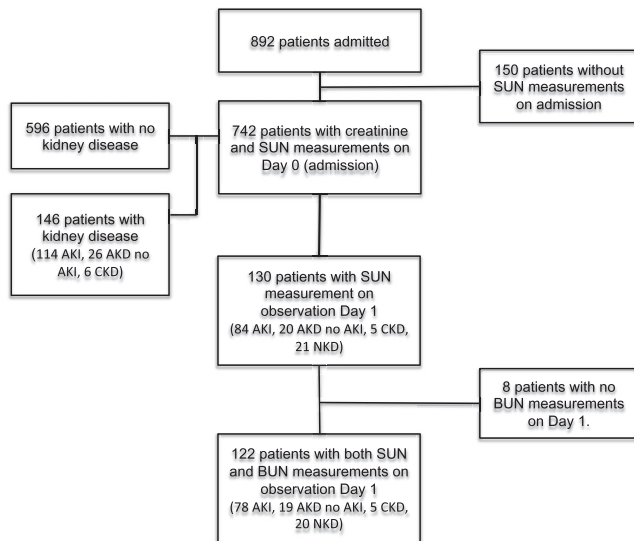 892 patients admitted
150 patients without
SUN measurements
on admission
596 patients with no
kidney disease
742 patients with creatinine
and SUN measurements on
Day 0 (admission)
146 patients with
kidney disease
(114 AKI, 26 AKD no
AKI, 6 CKD)
130 patients with SUN
measurement on
observation Day 1
(84 AKI, 20 AKD no AKI, 5 CKD,
21 NKD)
8 patients with no
BUN measurements
on Day 1.
122 patients with both SUN
and BUN measurements on
observation Day 1
(78 AKI, 19 AKD no AKI, 5 CKD,
20 NKD)